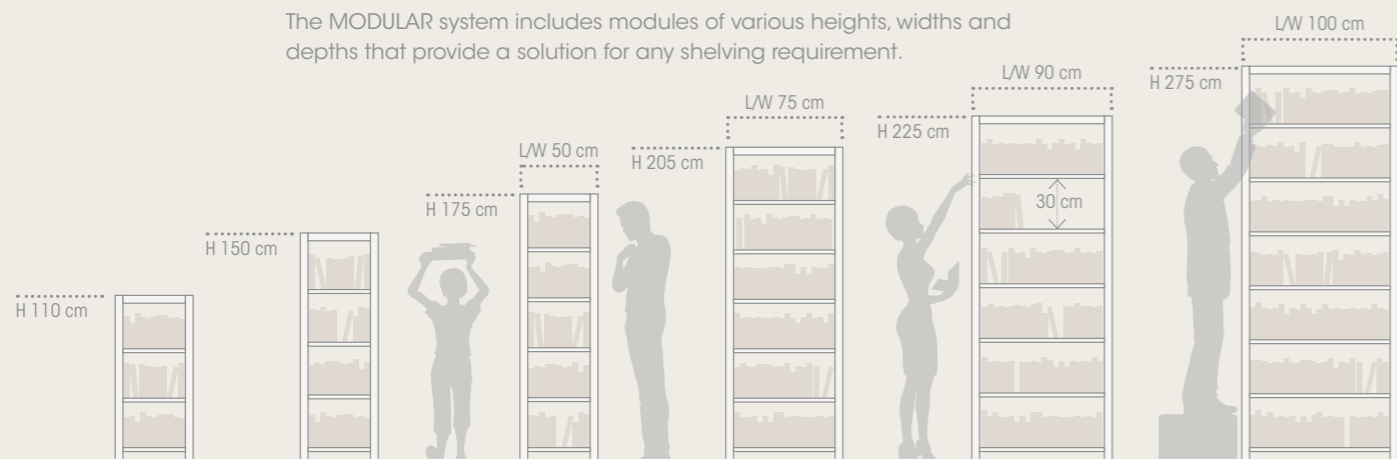 The MODULAR system includes modules of various heights, widths and
depths that provide a solution for any shelving requirement.
H 110 cm
H 150 cm
H 175 cm
L/W 50 cm
H 205 cm
L/W 75 cm
H 225 cm
L/W 90 cm
30 cm
H 275 cm
L/W 100 cm